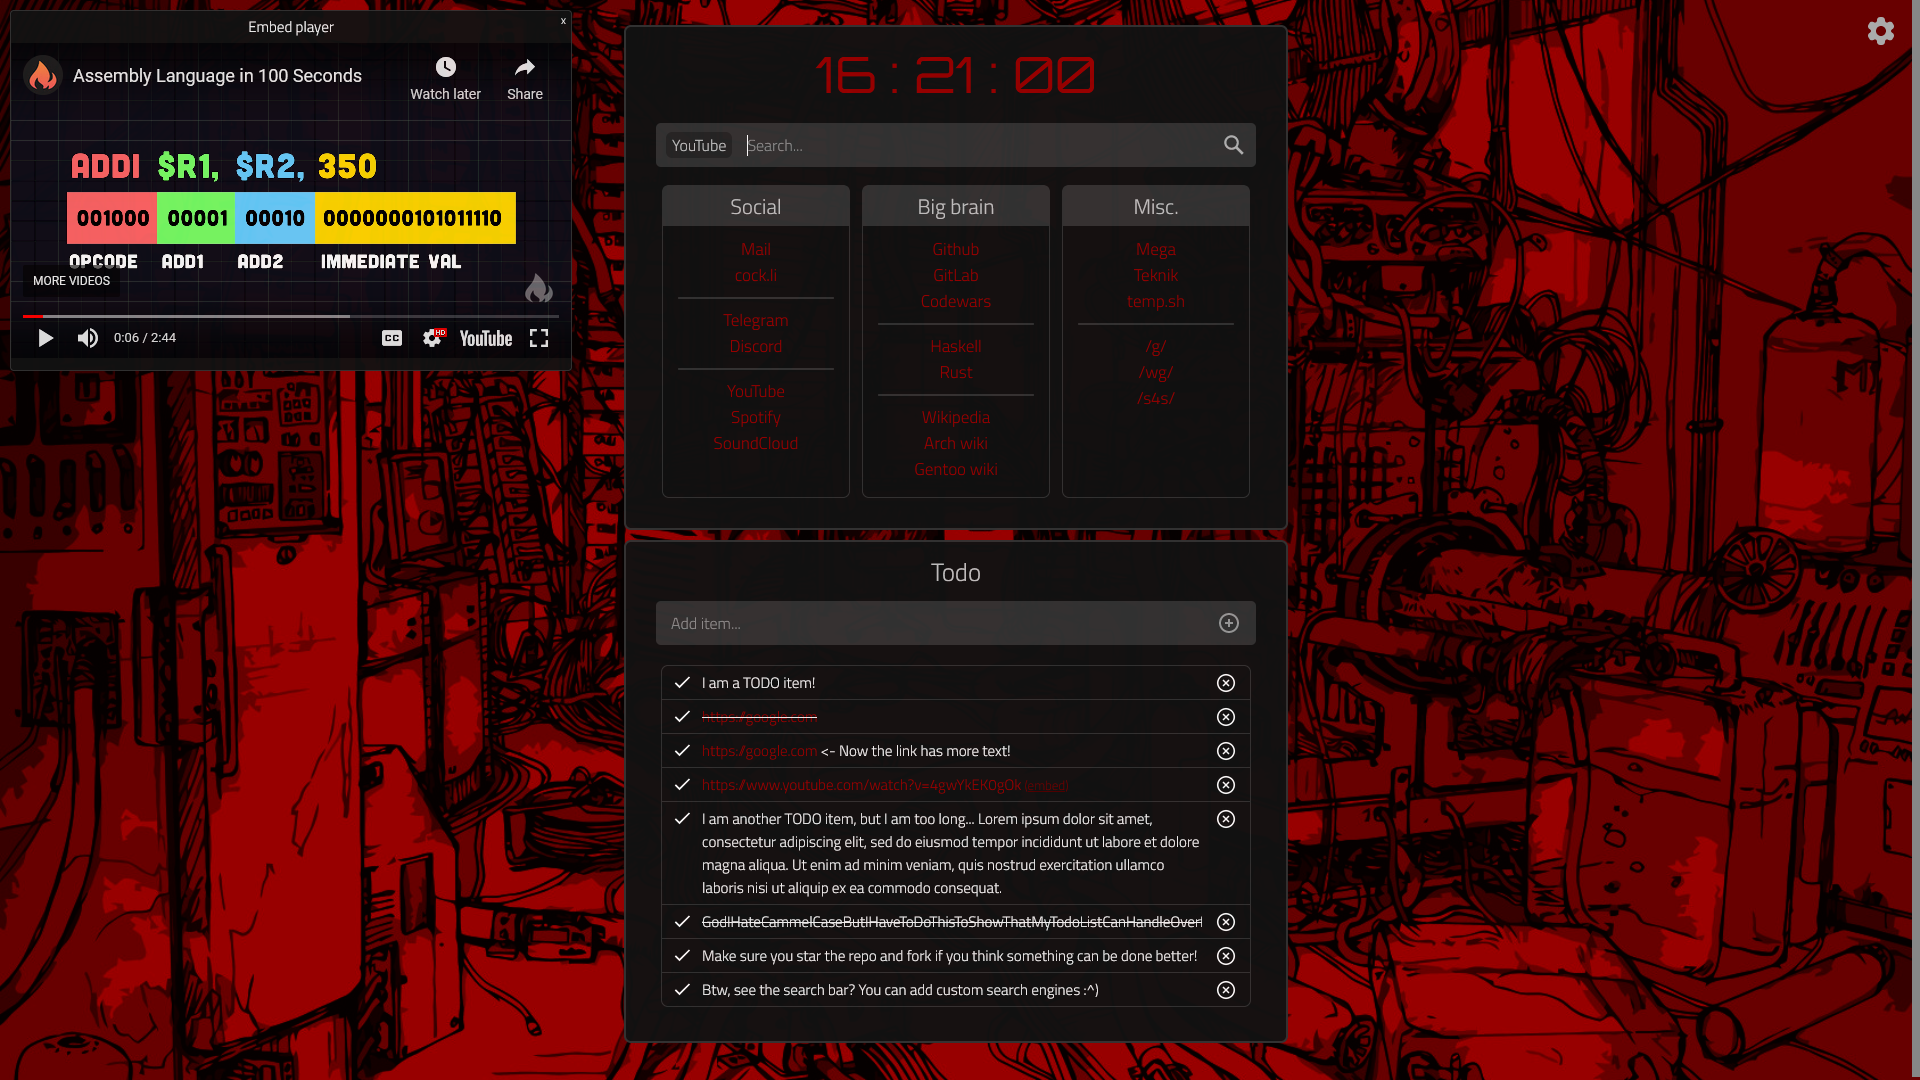 Embed player
x
Assembly Language in 100 Seconds
Watch later
Share
ADDI $R1, $R2, 350
001000 00001 00010 0000000101011110
OPCODE ADD1 ADD2 IMMEDIATE VAL
MORE VIDEOS
0:06 / 2:44
CC
HD
YouTube
16 : 21 : 00
YouTube
Search...
Social
Mail
cock.li
Telegram
Discord
YouTube
Spotify
SoundCloud
Big brain
Github
GitLab
Codewars
Haskell
Rust
Wikipedia
Arch wiki
Gentoo wiki
Misc.
Mega
Teknik
temp.sh
/g/
/wg/
/s4s/
Todo
Add item...
I am a TODO item!
https://google.com
https://google.com <- Now the link has more text!
https://www.youtube.com/watch?v=4gwYkEK0gOk (embed)
I am another TODO item, but I am too long... Lorem ipsum dolor sit amet,
consectetur adipiscing elit, sed do eiusmod tempor incididunt ut labore et dolore
magna aliqua. Ut enim ad minim veniam, quis nostrud exercitation ullamco
laboris nisi ut aliquip ex ea commodo consequat.
GodIHateCammelCaseButIHaveToDoThisToShowThatMyTodoListCanHandleOverl
Make sure you star the repo and fork if you think something can be done better!
Btw, see the search bar? You can add custom search engines :^)